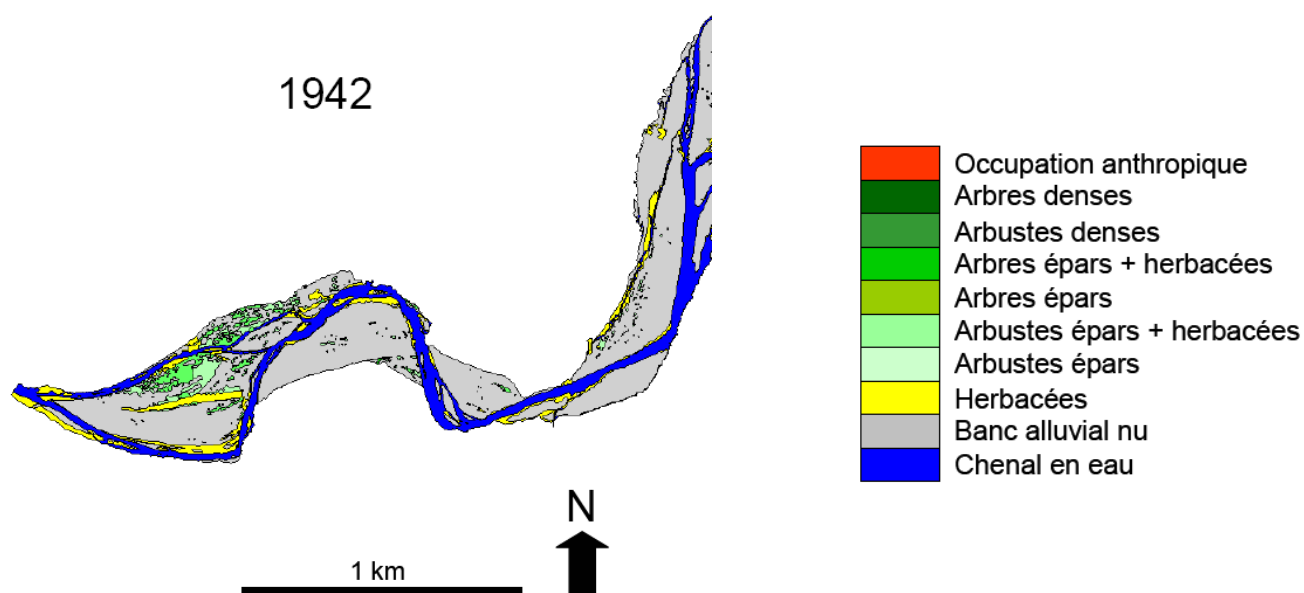 1942
Occupation anthropique
Arbres denses
Arbustes denses
Arbres épars + herbacées
Arbres épars
Arbustes épars + herbacées
Arbustes épars
Herbacées
Banc alluvial nu
Chenal en eau
N
1 km